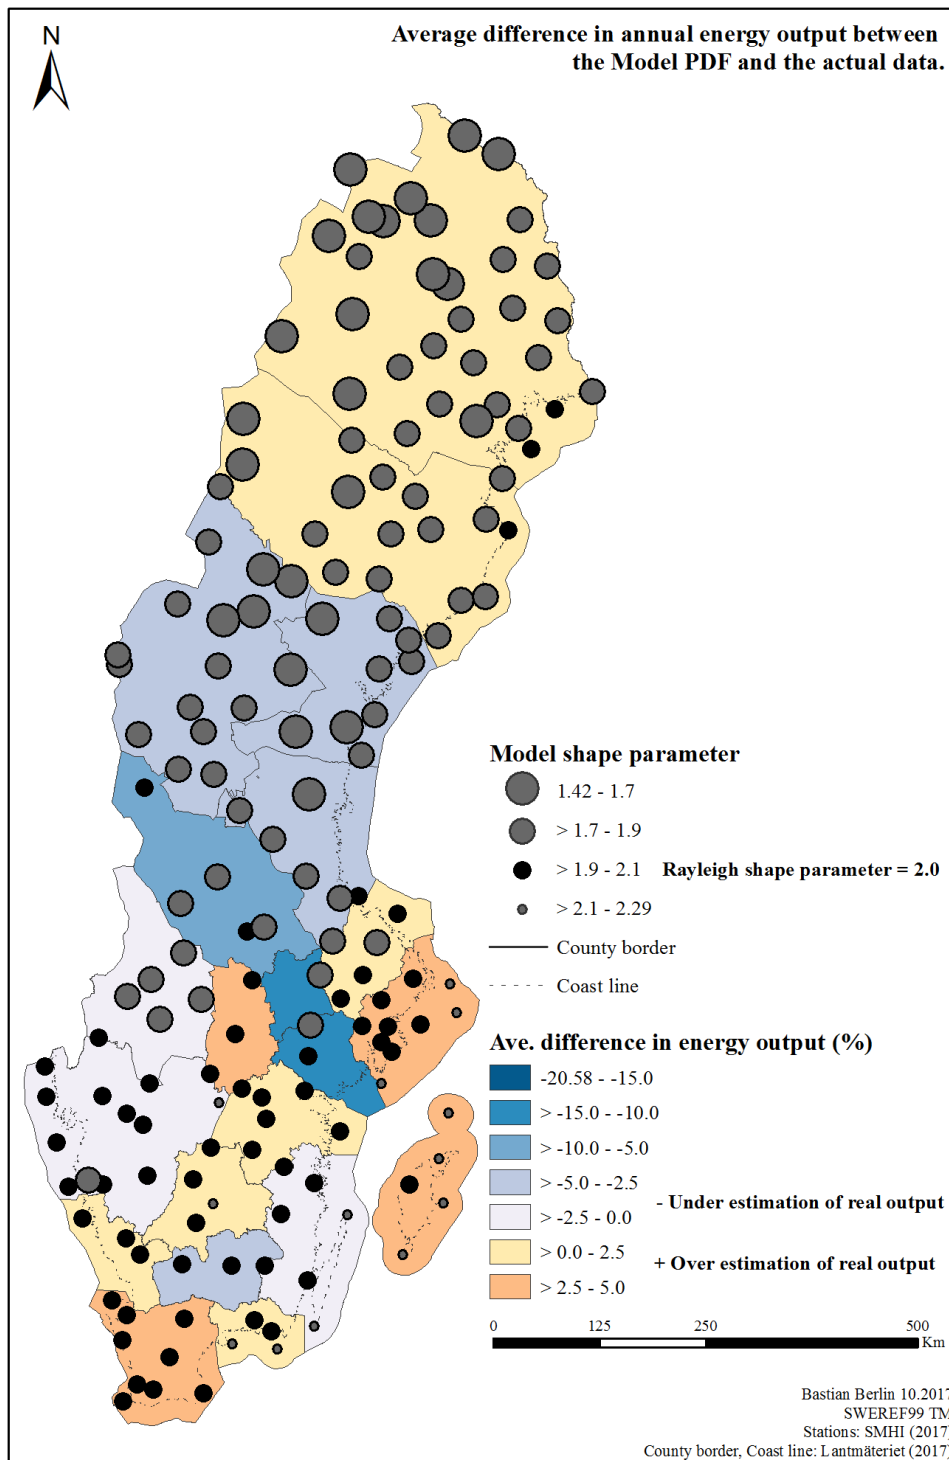 N
Average difference in annual energy output between
the Model PDF and the actual data.
Model shape parameter
1.42 - 1.7
> 1.7 - 1.9
> 1.9 - 2.1 Rayleigh shape parameter = 2.0
> 2.1 - 2.29
County border
Coast line
Ave. difference in energy output (%)
-20.58 - -15.0
> -15.0 - -10.0
> -10.0 - -5.0
> -5.0 - -2.5
- Under estimation of real output
> -2.5 - 0.0
> 0.0 - 2.5
+ Over estimation of real output
> 2.5 - 5.0
0 125 250 500
Km
Bastian Berlin 10.2017
SWEREF99 TM
Stations: SMHI (2017)
County border, Coast line: Lantmäteriet (2017)